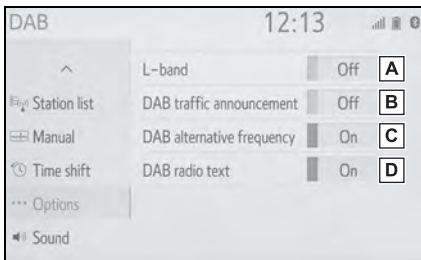 DAB 12:13
L-band Off A
Station list DAB traffic announcement Off B
Manual DAB alternative frequency On C
Time shift DAB radio text On D
Options
Sound